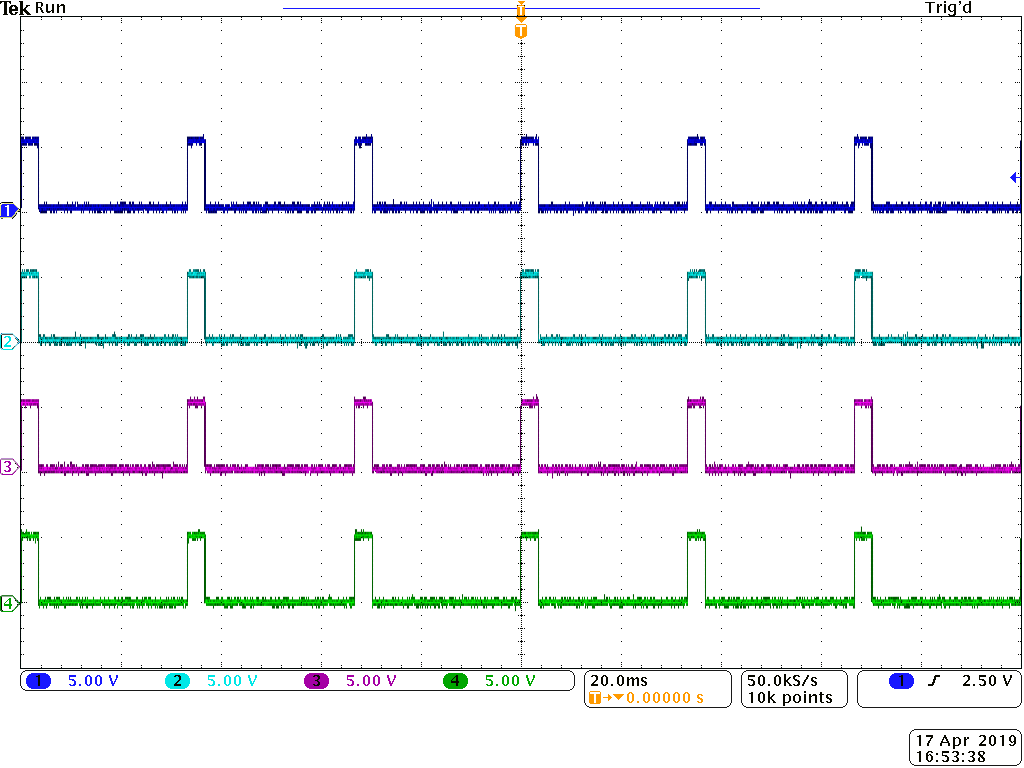 Tek Run Trig'd
T
T
1
2
3
4
1 5.00 V 2 5.00 V 3 5.00 V 4 5.00 V
20.0ms
T 0.00000 s
50.0kS/s
10k points
1 2.50 V
17 Apr 2019
16:53:38